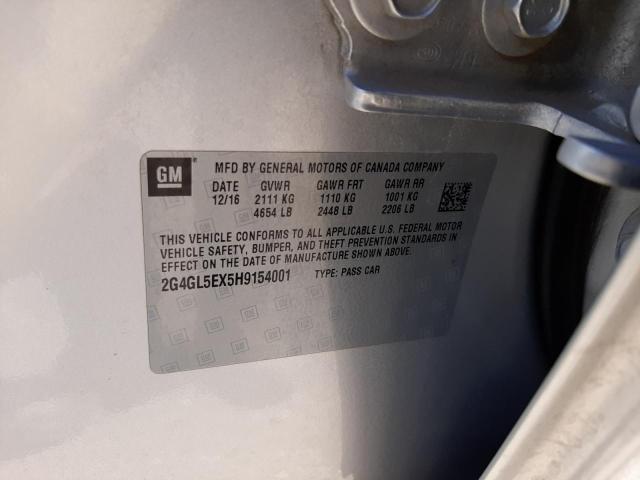 GM
MFD BY GENERAL MOTORS OF CANADA COMPANY
DATE GVWR GAWR FRT GAWR RR
12/16 2111 KG 1110 KG 1001 KG
4654 LB 2448 LB 2206 LB
THIS VEHICLE CONFORMS TO ALL APPLICABLE U.S. FEDERAL MOTOR
VEHICLE SAFETY, BUMPER, AND THEFT PREVENTION STANDARDS IN
EFFECT ON THE DATE OF MANUFACTURE SHOWN ABOVE.
2G4GL5EX5H9154001 TYPE: PASS CAR